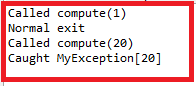 Called compute(1)
Normal exit
Called compute(20)
Caught MyException[20]